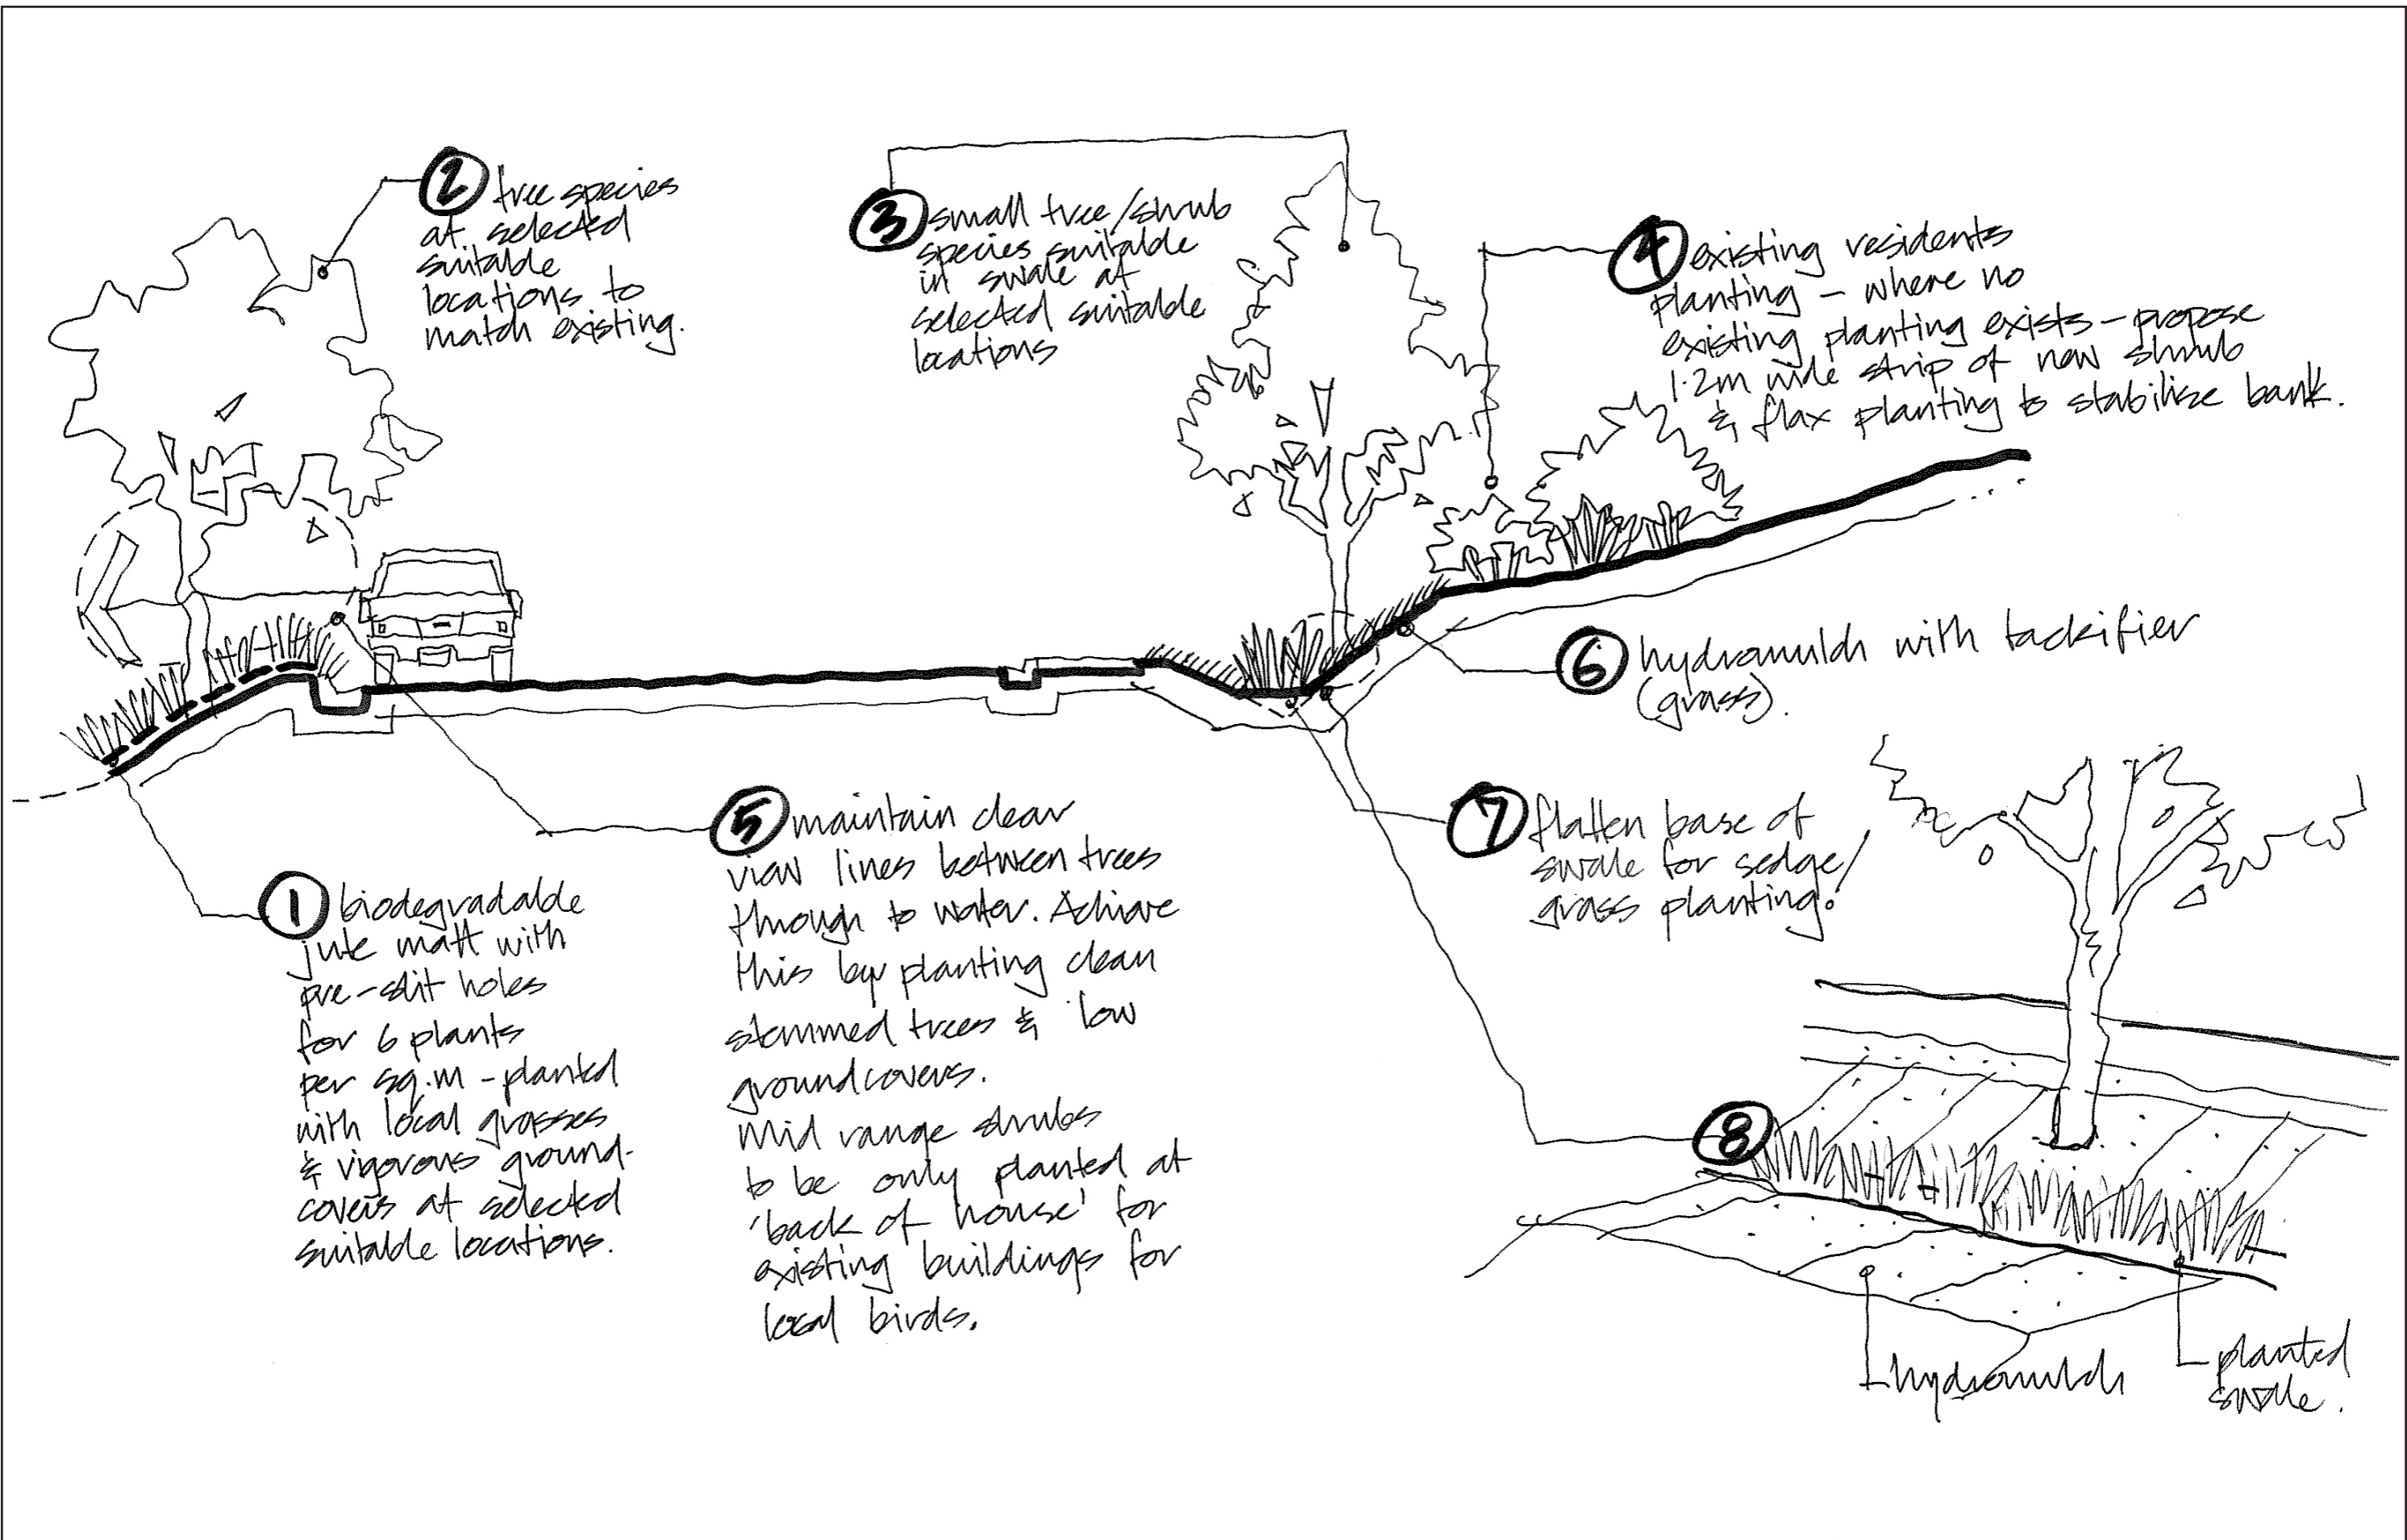 2 tree species
at selected
suitable
locations to
match existing.
3 small tree/shrub
species suitable
in swale at
selected suitable
locations
4 existing residents
planting – where no
existing planting exists – propose
1.2m wide strip of new shrub
& flax planting to stabilise bank.
6 hydromulch with tackifier
(grass).
7 flatten base of
swale for sedge/
grass planting.
5 maintain clear
view lines between trees
through to water. Achieve
this by planting clean
stemmed trees & low
groundcovers.
Mid range shrubs
to be only planted at
'back of house' for
existing buildings for
local birds.
1 biodegradable
jute matt with
pre-slit holes
for 6 plants
per sq.m – planted
with local grasses
& vigorous ground-
covers at selected
suitable locations.
8
hydromulch
planted
swale.